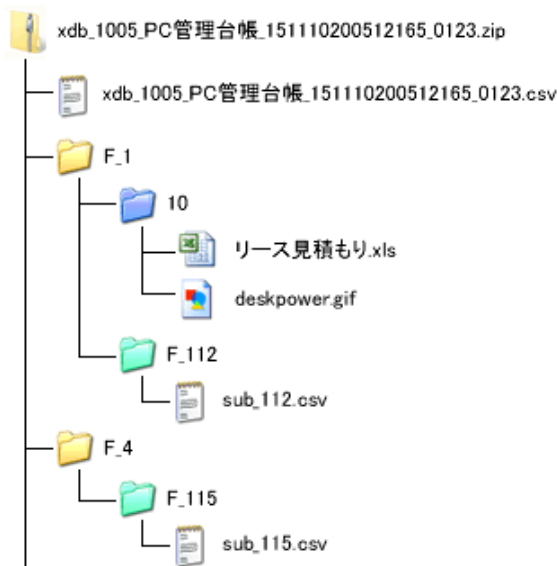 xdb_1005_PC管理台帳_151110200512165_0123.zip
xdb_1005_PC管理台帳_151110200512165_0123.csv
F_1
10
リース見積もり.xls
deskpower.gif
F_112
sub_112.csv
F_4
F_115
sub_115.csv